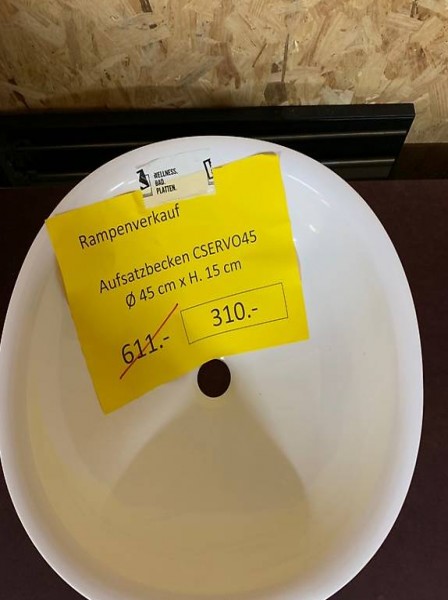 WELLNESS.
BAD.
PLATTEN.
Rampenverkauf
Aufsatzbecken CSERVO45
Ø 45 cm x H. 15 cm
611.- 310.-